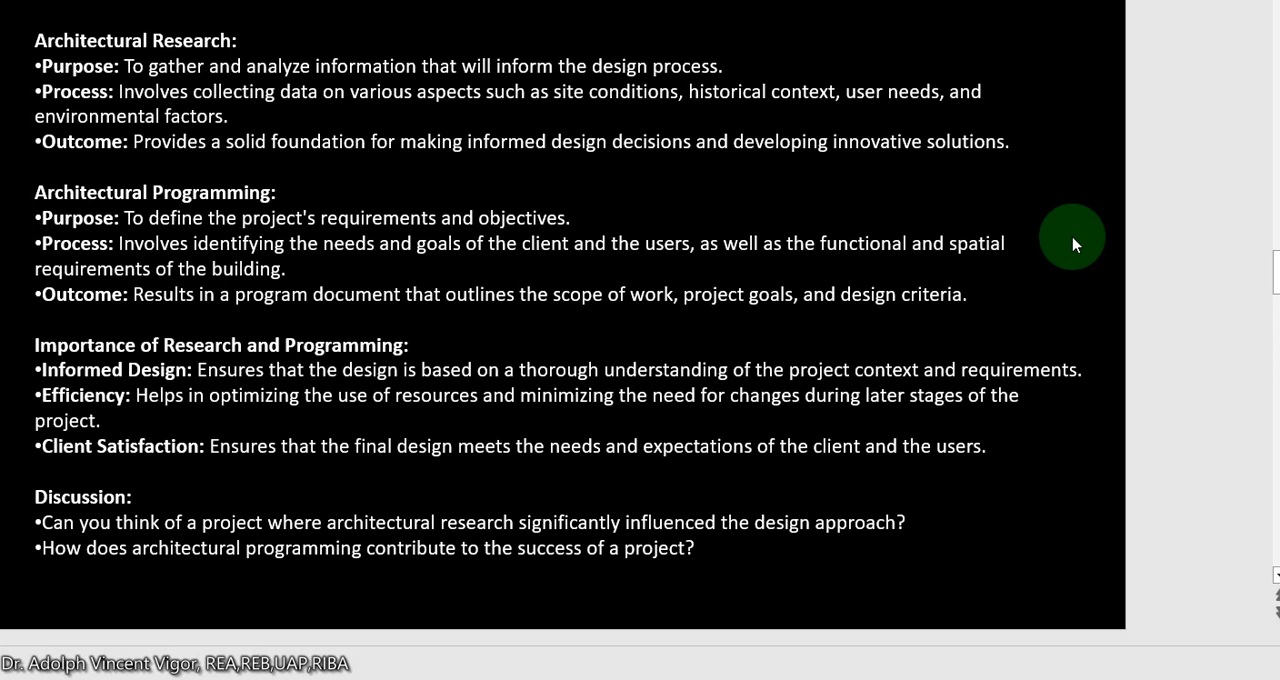 Architectural Research:
•Purpose: To gather and analyze information that will inform the design process.
•Process: Involves collecting data on various aspects such as site conditions, historical context, user needs, and
environmental factors.
•Outcome: Provides a solid foundation for making informed design decisions and developing innovative solutions.
Architectural Programming:
•Purpose: To define the project's requirements and objectives.
•Process: Involves identifying the needs and goals of the client and the users, as well as the functional and spatial
requirements of the building.
•Outcome: Results in a program document that outlines the scope of work, project goals, and design criteria.
Importance of Research and Programming:
•Informed Design: Ensures that the design is based on a thorough understanding of the project context and requirements.
•Efficiency: Helps in optimizing the use of resources and minimizing the need for changes during later stages of the
project.
•Client Satisfaction: Ensures that the final design meets the needs and expectations of the client and the users.
Discussion:
•Can you think of a project where architectural research significantly influenced the design approach?
•How does architectural programming contribute to the success of a project?
Dr. Adolph Vincent Vigor, REA,REB,UAP,RIBA